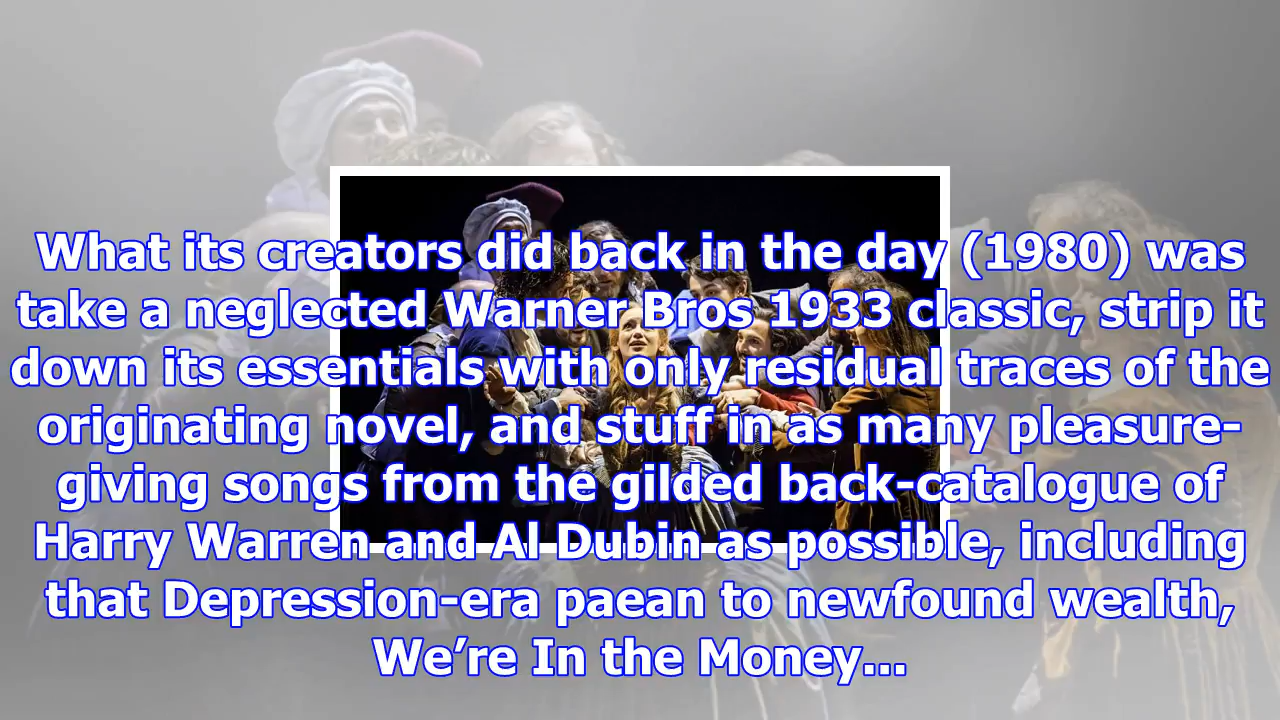 What its creators did back in the day (1980) was
take a neglected Warner Bros 1933 classic, strip it
down its essentials with only residual traces of the
originating novel, and stuff in as many pleasure-
giving songs from the gilded back-catalogue of
Harry Warren and Al Dubin as possible, including
that Depression-era paean to newfound wealth,
We’re In the Money…